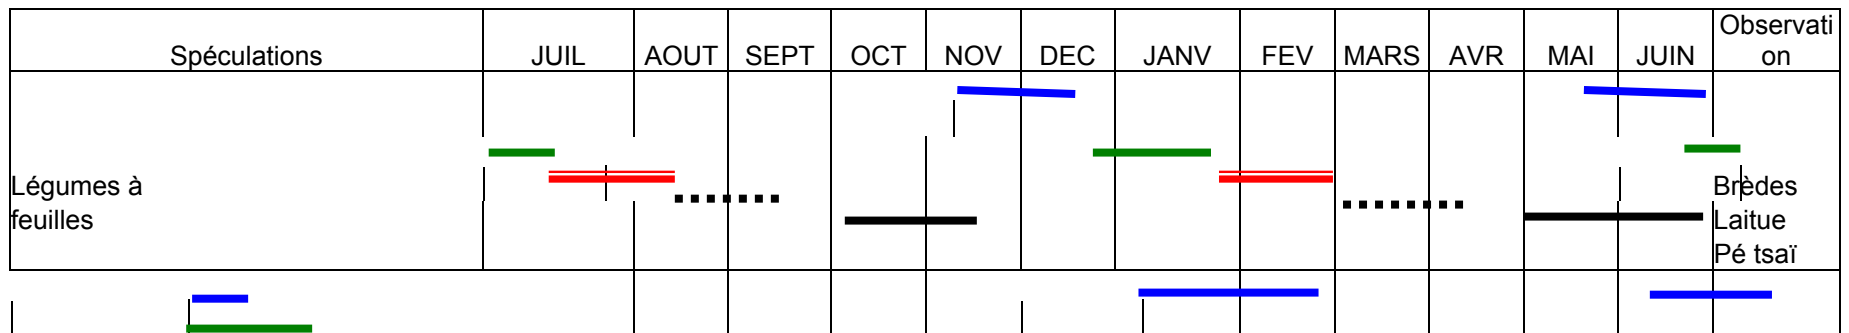 Spéculations JUIL AOUT SEPT OCT NOV DEC JANV FEV MARS AVR MAI JUIN Observati
on
Légumes à
feuilles
Brèdes
Laitue
Pé tsaï